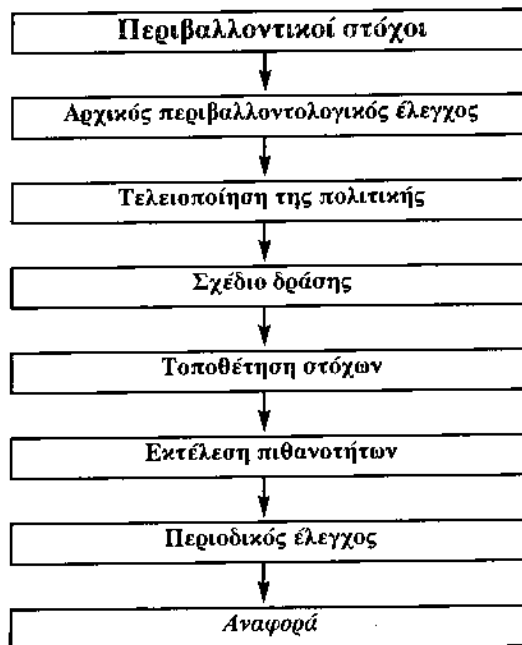 Περιβαλλοντικοί στόχοι
Αρχικός περιβαλλοντολογικός έλεγχος
Τελειοποίηση της πολιτικής
Σχέδιο δράσης
Τοποθέτηση στόχων
Εκτέλεση πιθανοτήτων
Περιοδικός έλεγχος
Αναφορά